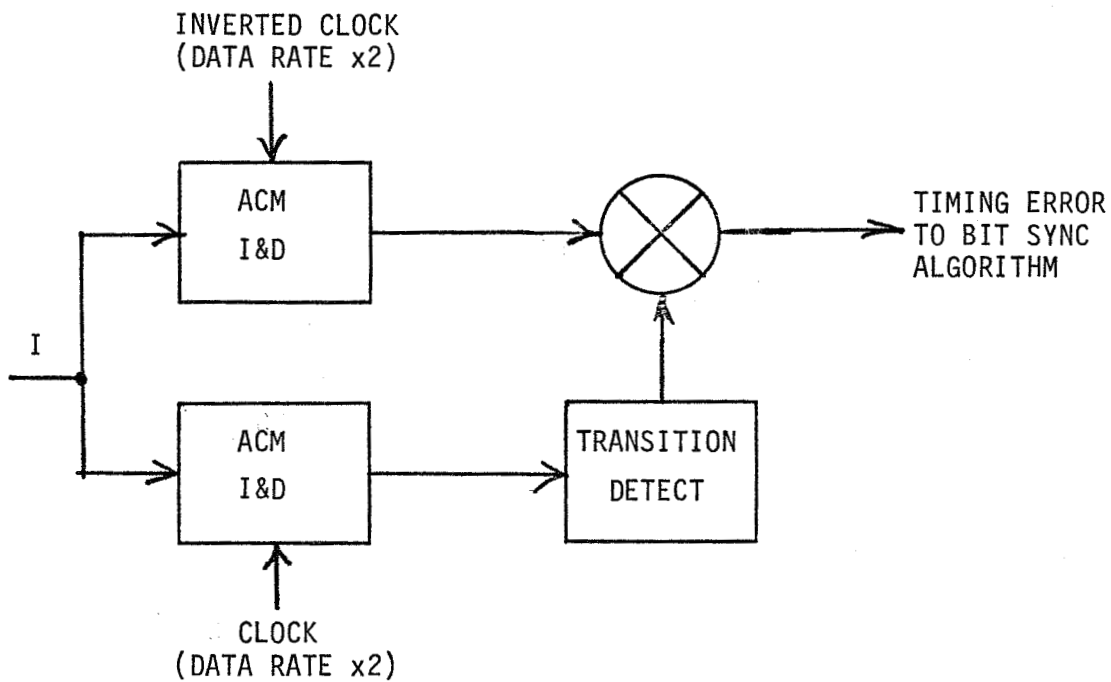 INVERTED CLOCK
(DATA RATE x2)
ACM
I&D
TIMING ERROR
TO BIT SYNC
ALGORITHM
I
ACM
I&D
TRANSITION
DETECT
CLOCK
(DATA RATE x2)